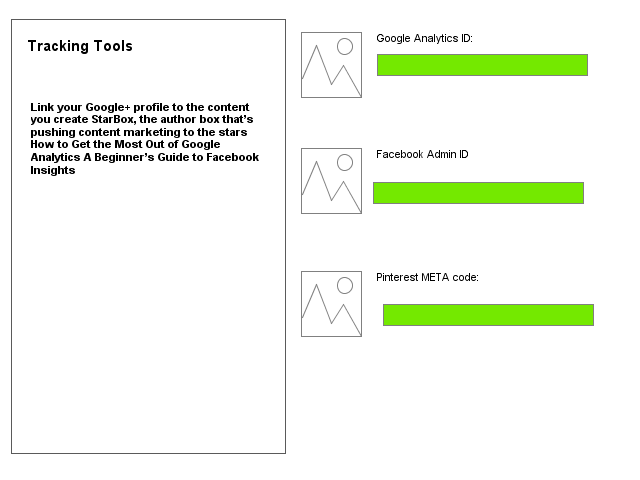 Tracking Tools
Link your Google+ profile to the content
you create StarBox, the author box that's
pushing content marketing to the stars
How to Get the Most Out of Google
Analytics A Beginner's Guide to Facebook
Insights
Google Analytics ID:
Facebook Admin ID
Pinterest META code: